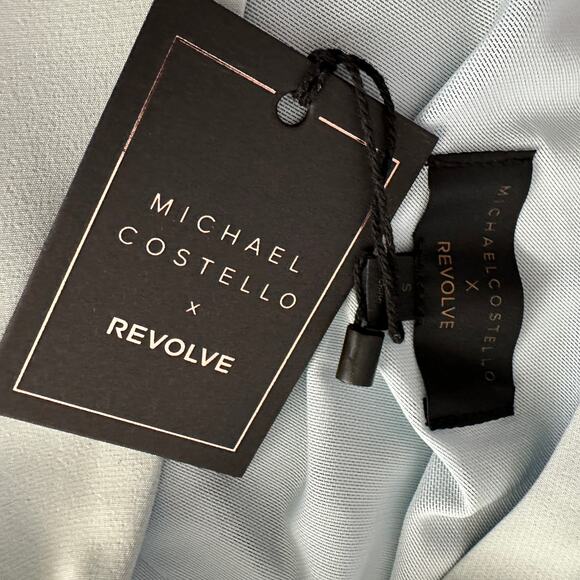 MICHAEL
COSTELLO
X
REVOLVE
MICHAELCOSTELLO
X
REVOLVE
S